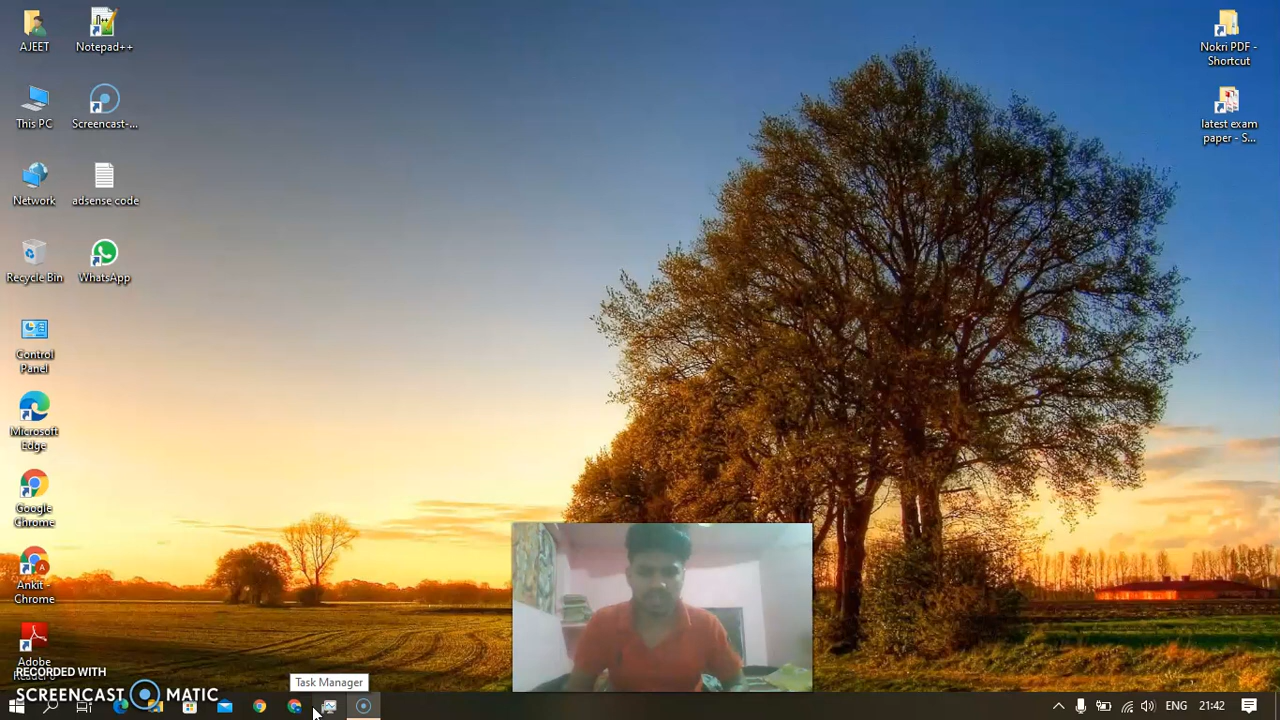 AJEET
Notepad++
This PC
Screencast-...
Network
adsense code
Recycle Bin
WhatsApp
Control
Panel
Microsoft
Edge
Google
Chrome
Ankit -
Chrome
Adobe
Nokri PDF -
Shortcut
latest exam
paper - S...
RECORDED WITH
SCREENCAST MATIC
Task Manager
ENG
21:42